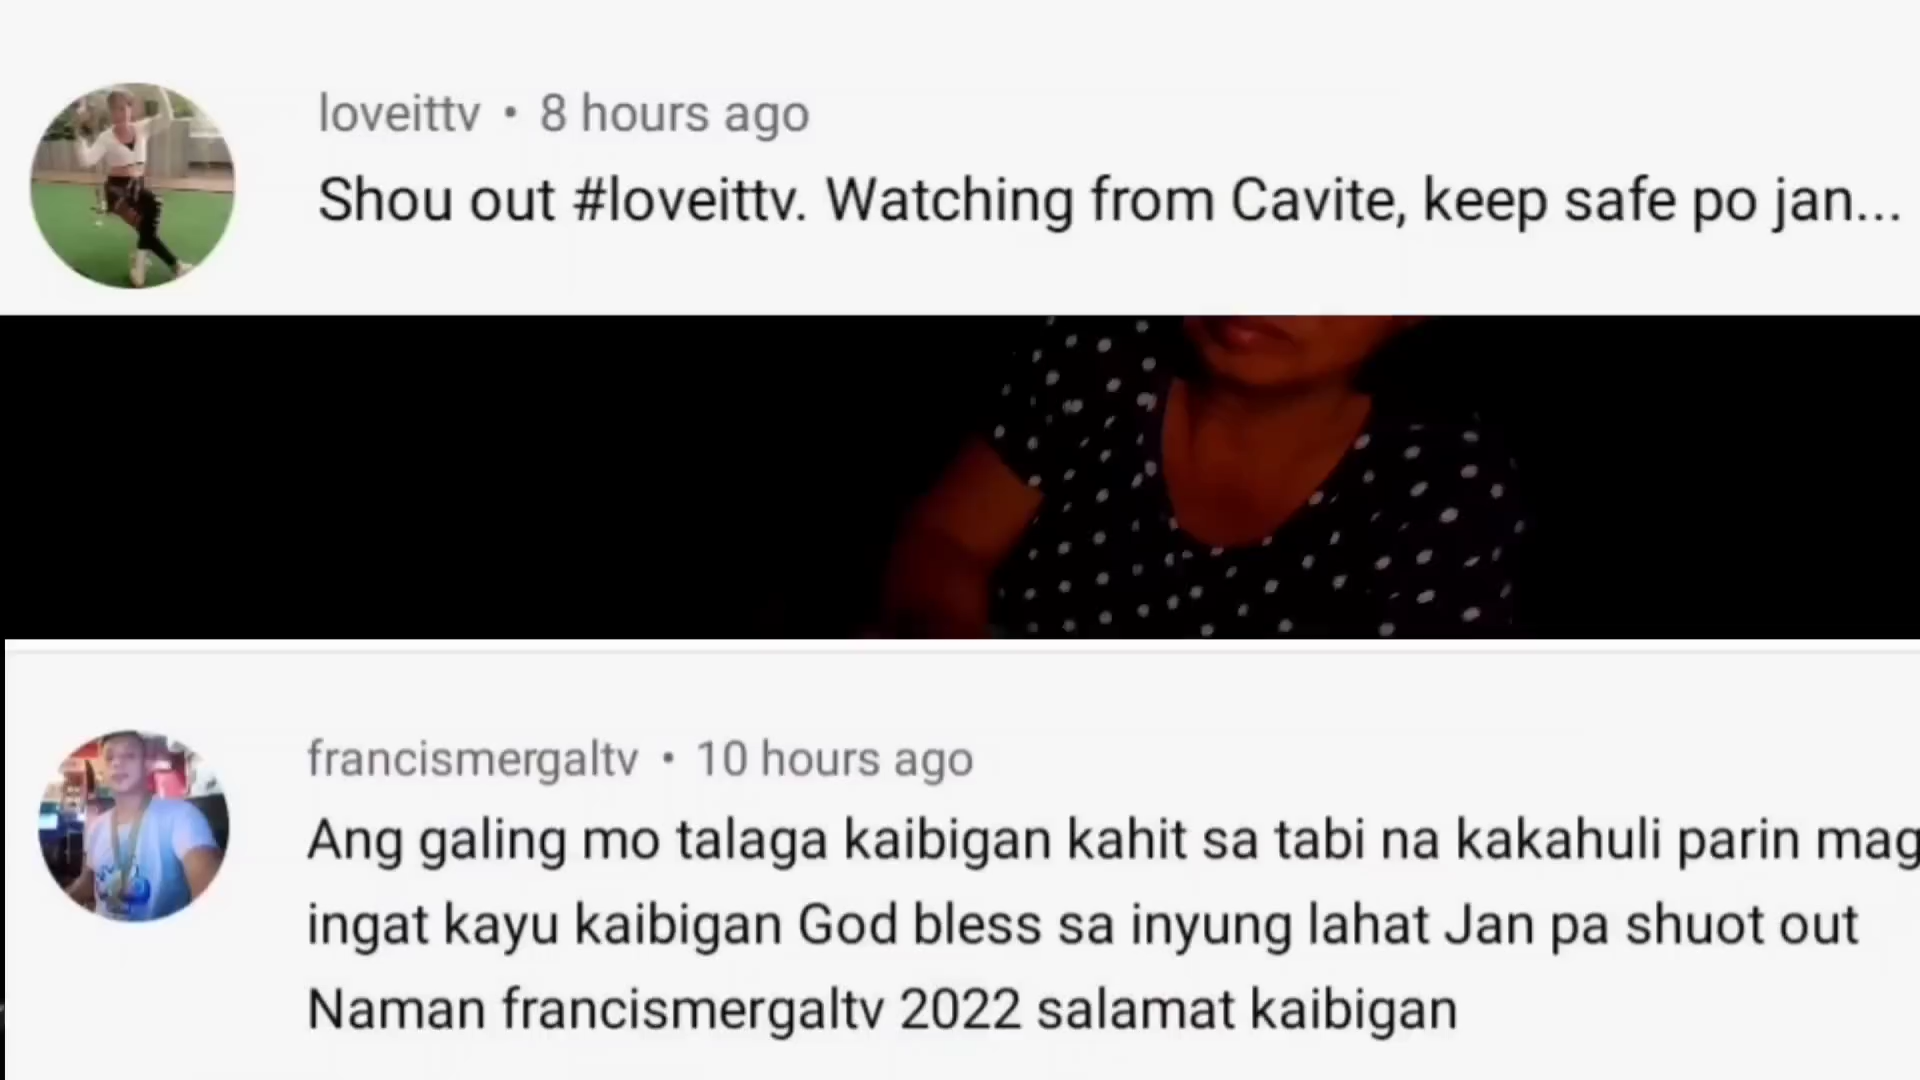 loveittv • 8 hours ago
Shou out #loveittv. Watching from Cavite, keep safe po jan...
francismergaltv • 10 hours ago
Ang galing mo talaga kaibigan kahit sa tabi na kakahuli parin mag
ingat kayu kaibigan God bless sa inyung lahat Jan pa shuot out
Naman francismergaltv 2022 salamat kaibigan